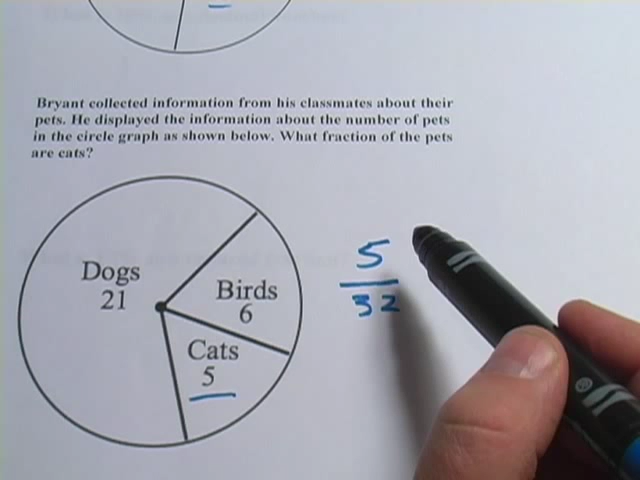 Bryant collected information from his classmates about their
pets. He displayed the information about the number of pets
in the circle graph as shown below. What fraction of the pets
are cats?
Dogs
21
Birds
6
Cats
5
5
32